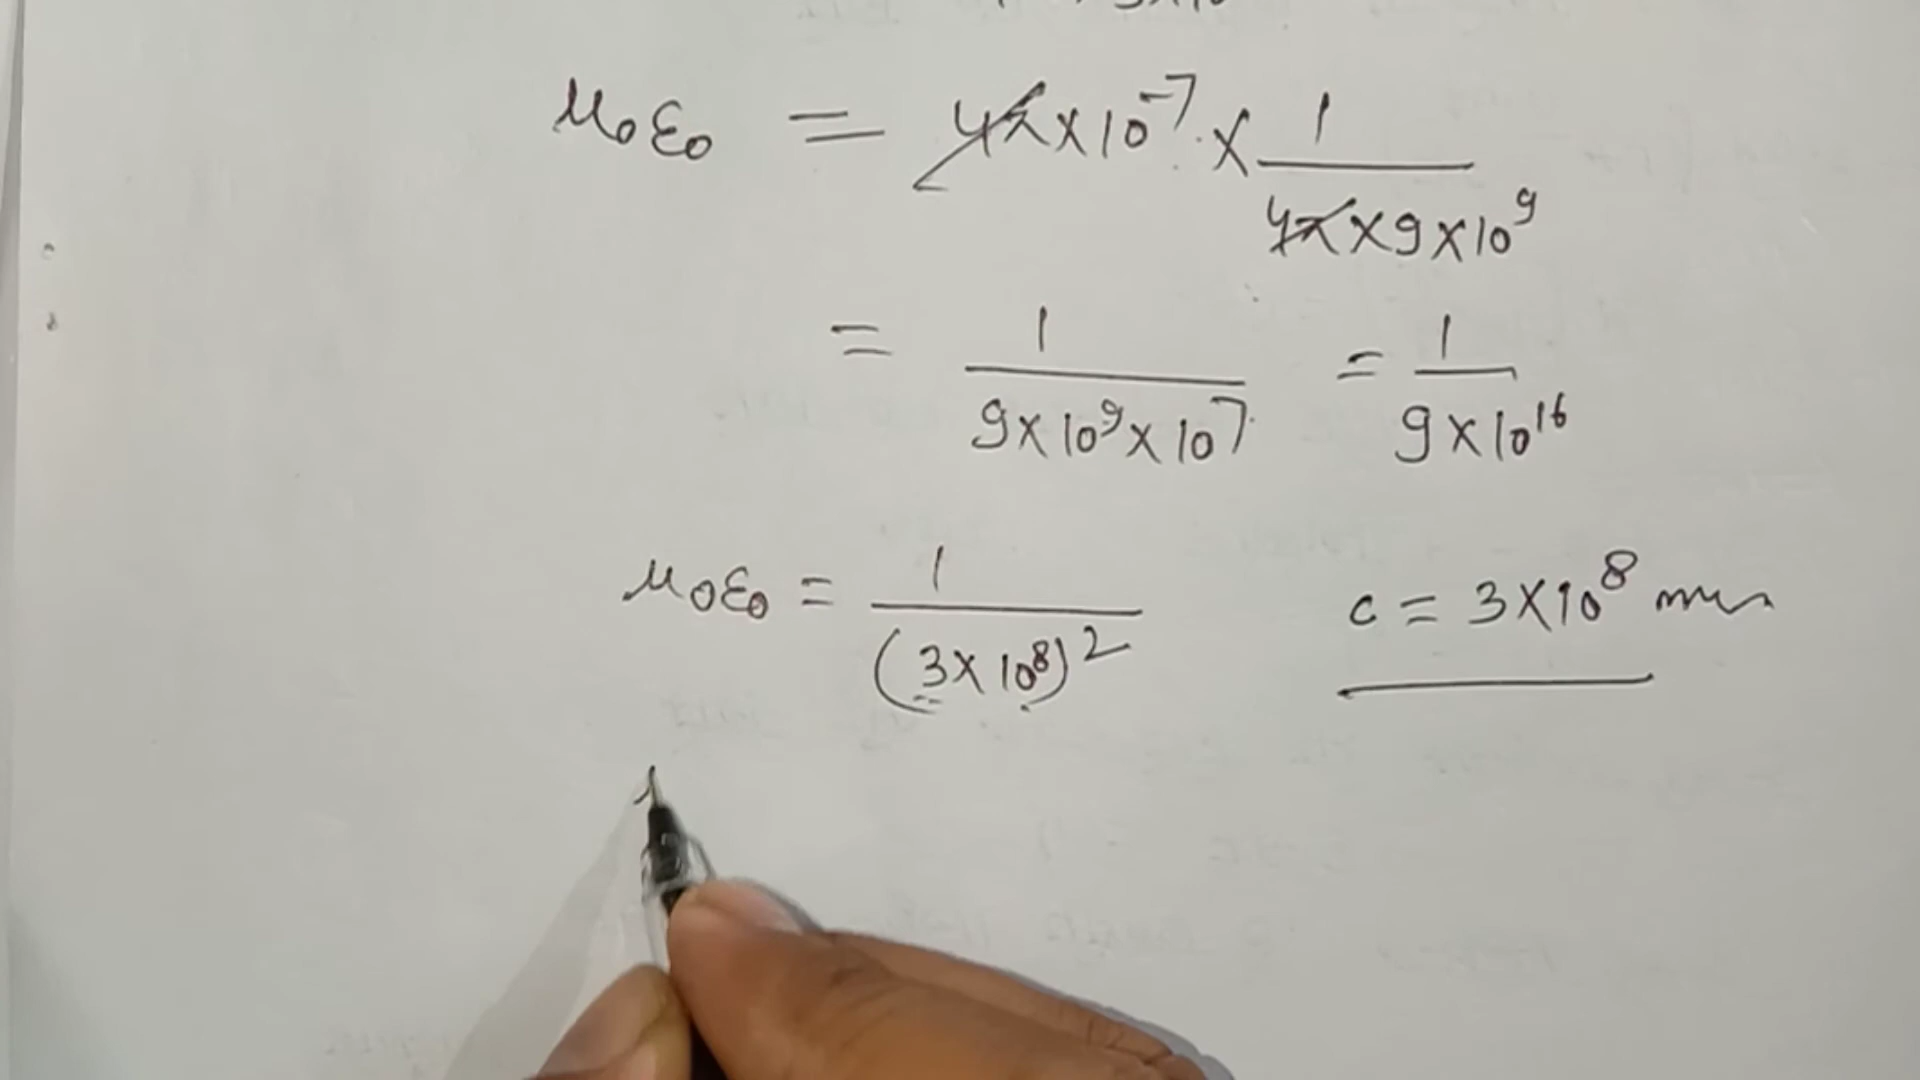 μ₀ε₀ = 4π×10⁻⁷ × 1/(4π×9×10⁹)
= 1/(9×10⁹×10⁷) = 1/(9×10¹⁶)
μ₀ε₀ = 1/(3×10⁸)² c = 3×10⁸